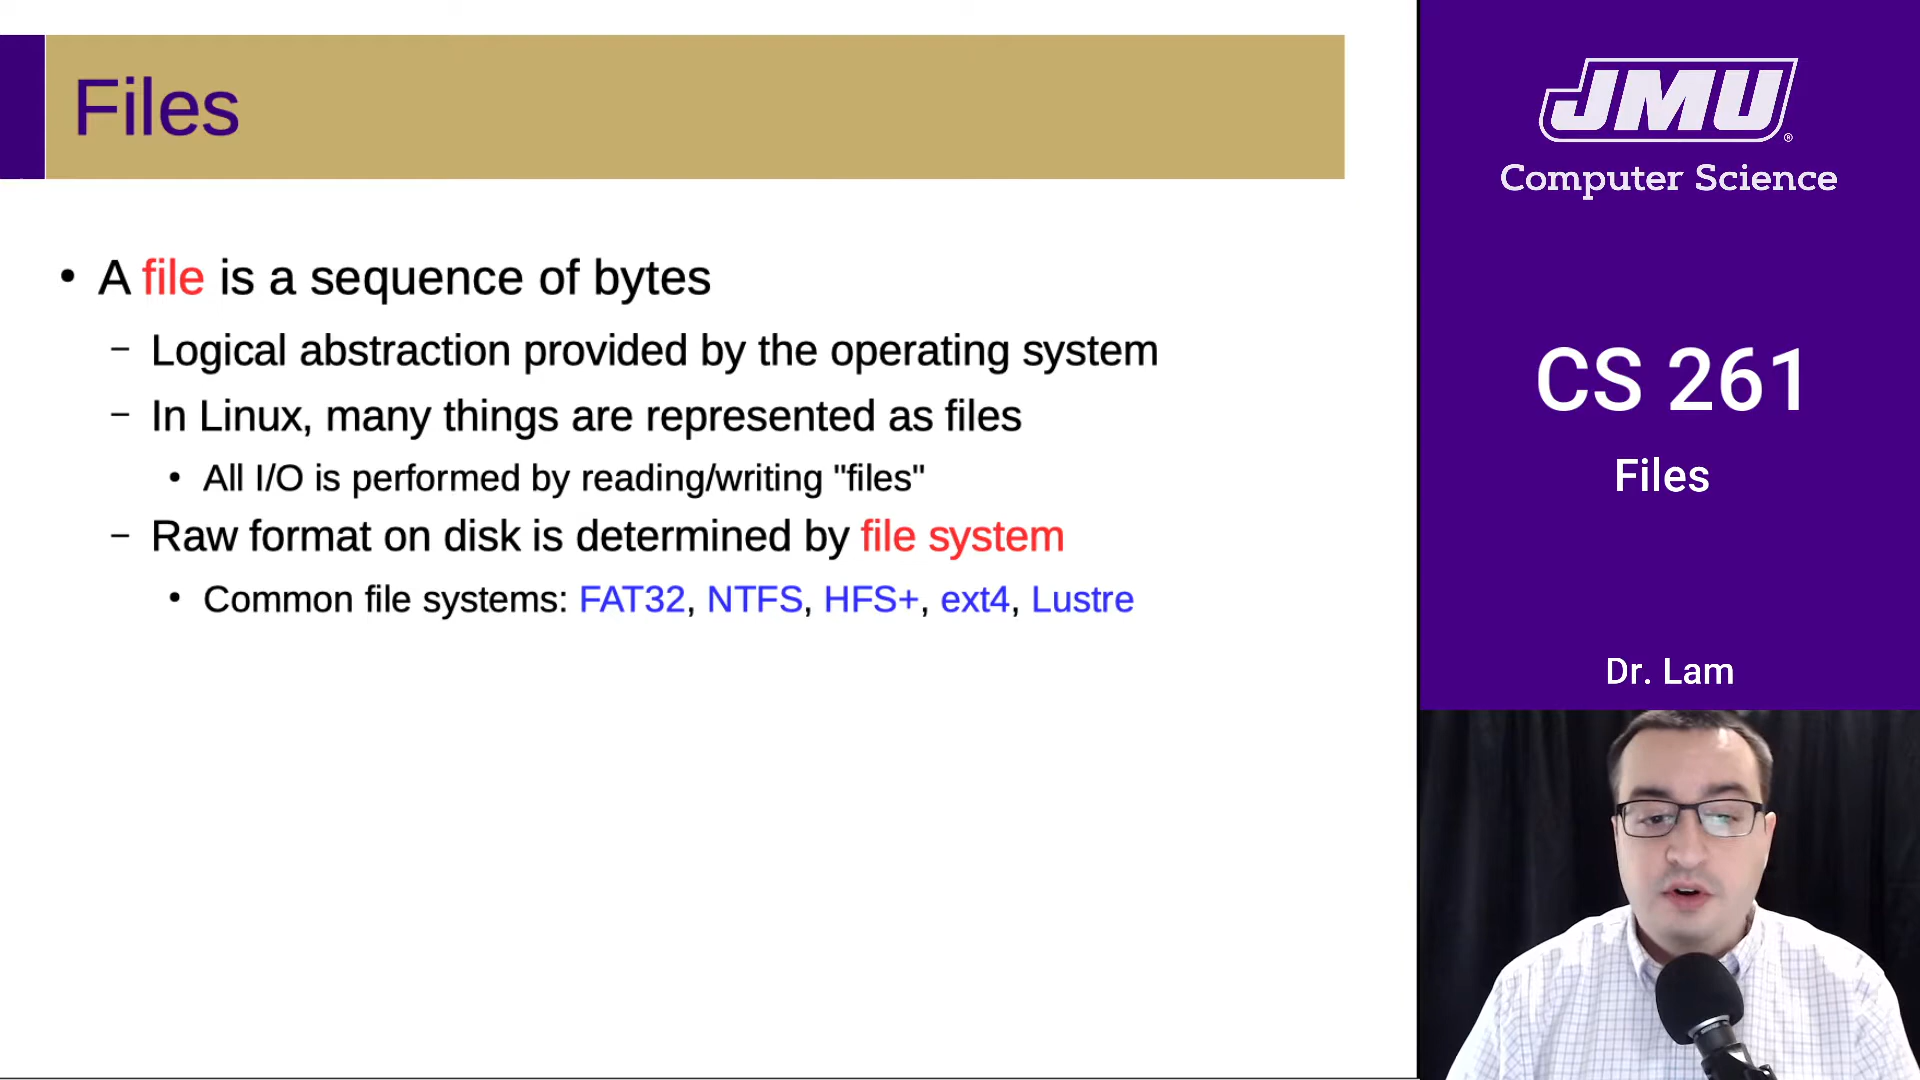 Files
• A file is a sequence of bytes
– Logical abstraction provided by the operating system
– In Linux, many things are represented as files
• All I/O is performed by reading/writing "files"
– Raw format on disk is determined by file system
• Common file systems: FAT32, NTFS, HFS+, ext4, Lustre
JMU®
Computer Science
CS 261
Files
Dr. Lam